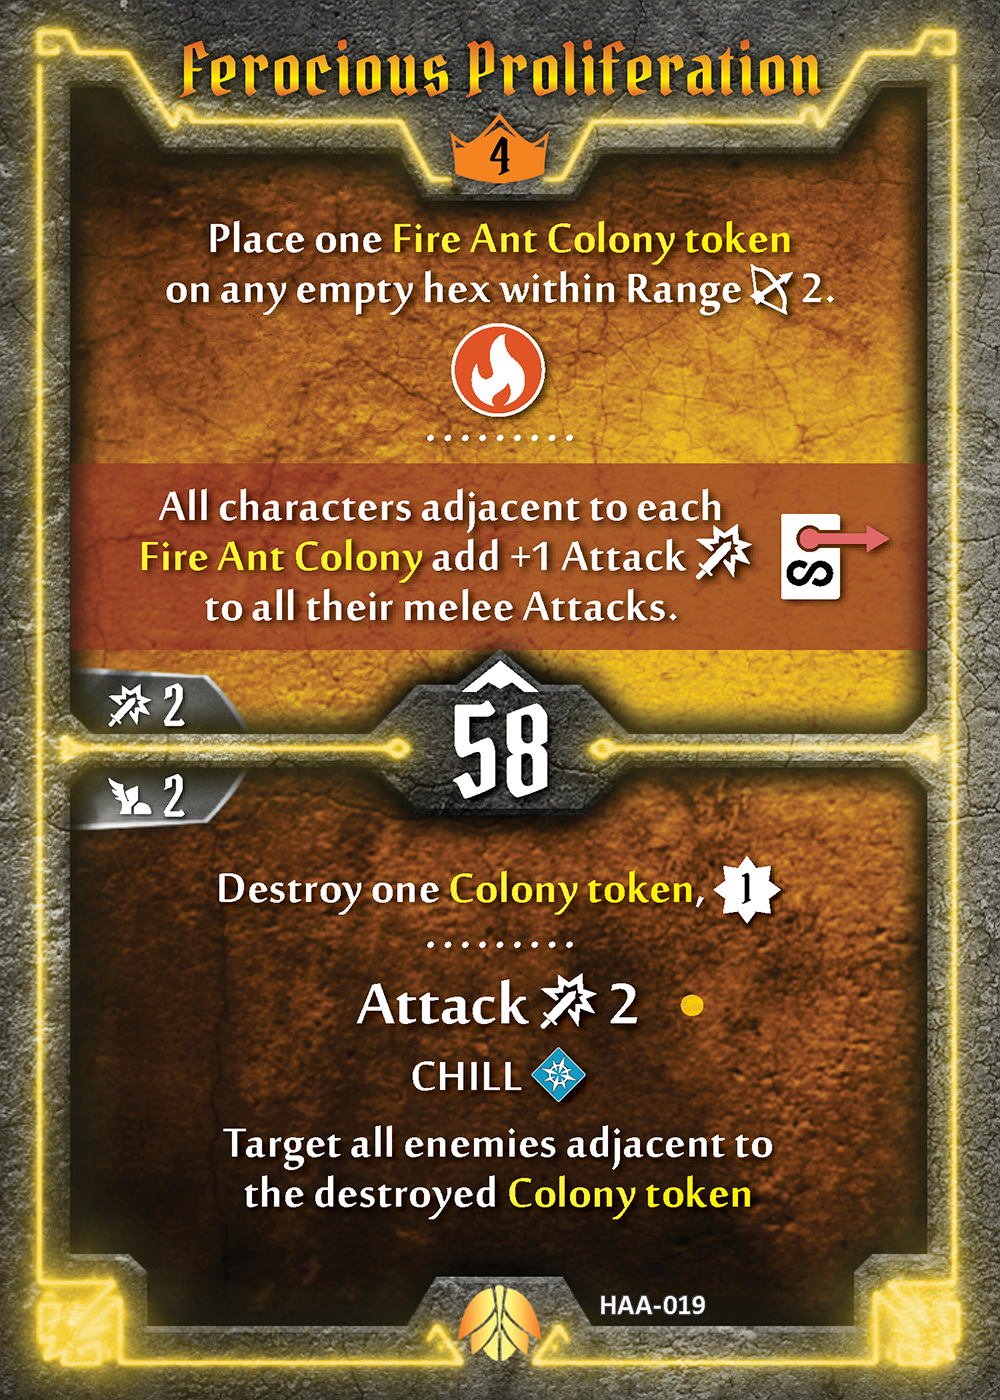 Ferocious Proliferation
4
Place one Fire Ant Colony token
on any empty hex within Range 2.
All characters adjacent to each
Fire Ant Colony add +1 Attack
to all their melee Attacks.
2
58
2
Destroy one Colony token, 1
Attack 2
CHILL
Target all enemies adjacent to
the destroyed Colony token
HAA-019